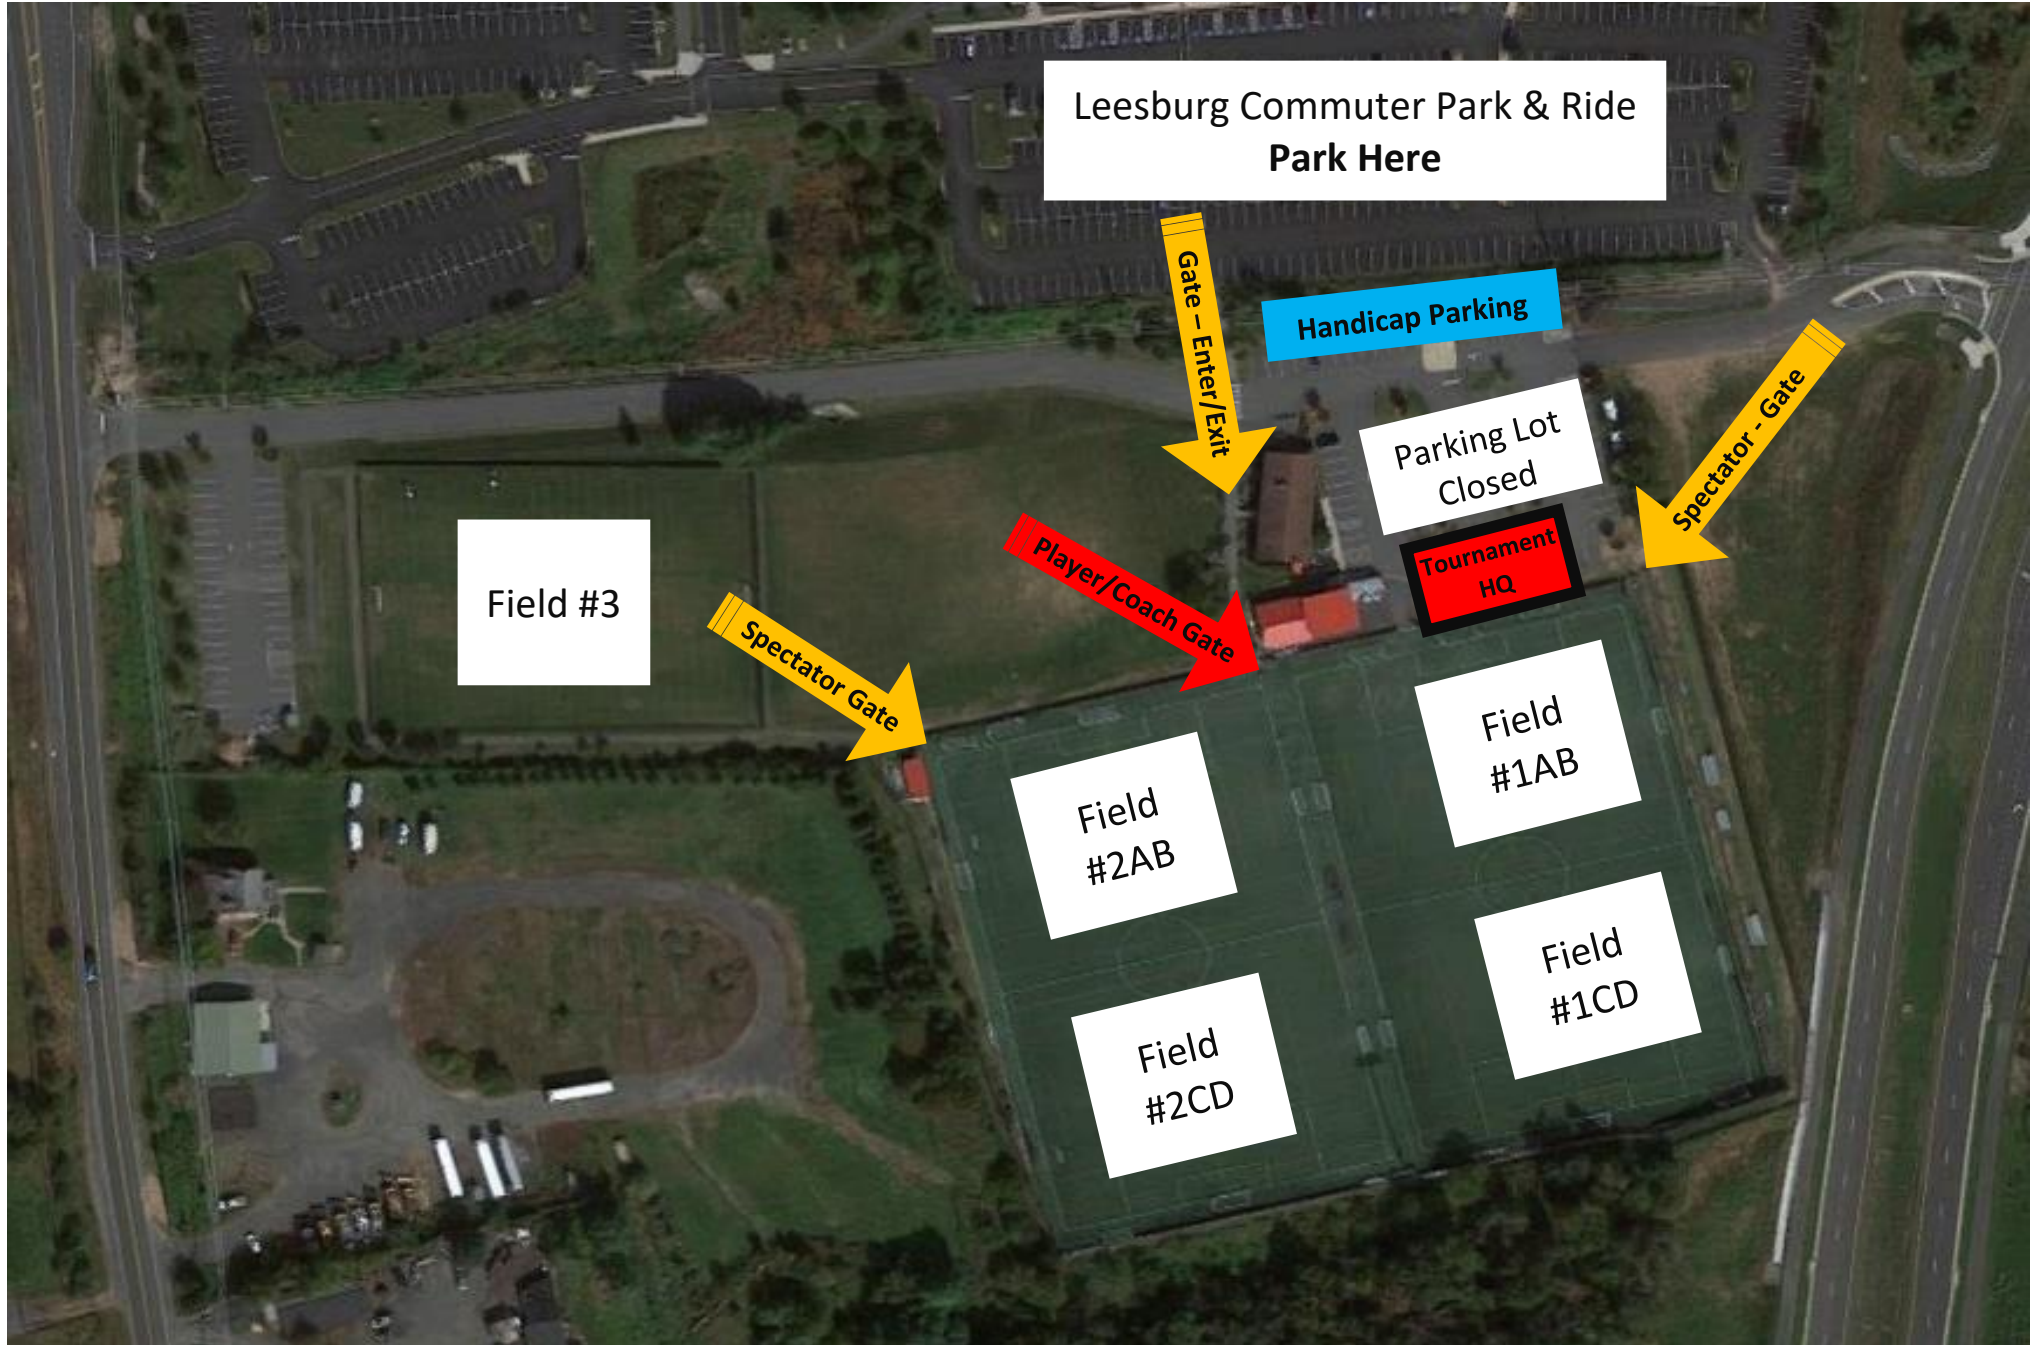 Leesburg Commuter Park & Ride
Park Here
Gate – Enter/Exit
Handicap Parking
Parking Lot
Closed
Spectator - Gate
Tournament
HQ
Player/Coach Gate
Field #3
Spectator Gate
Field
#1AB
Field
#2AB
Field
#1CD
Field
#2CD